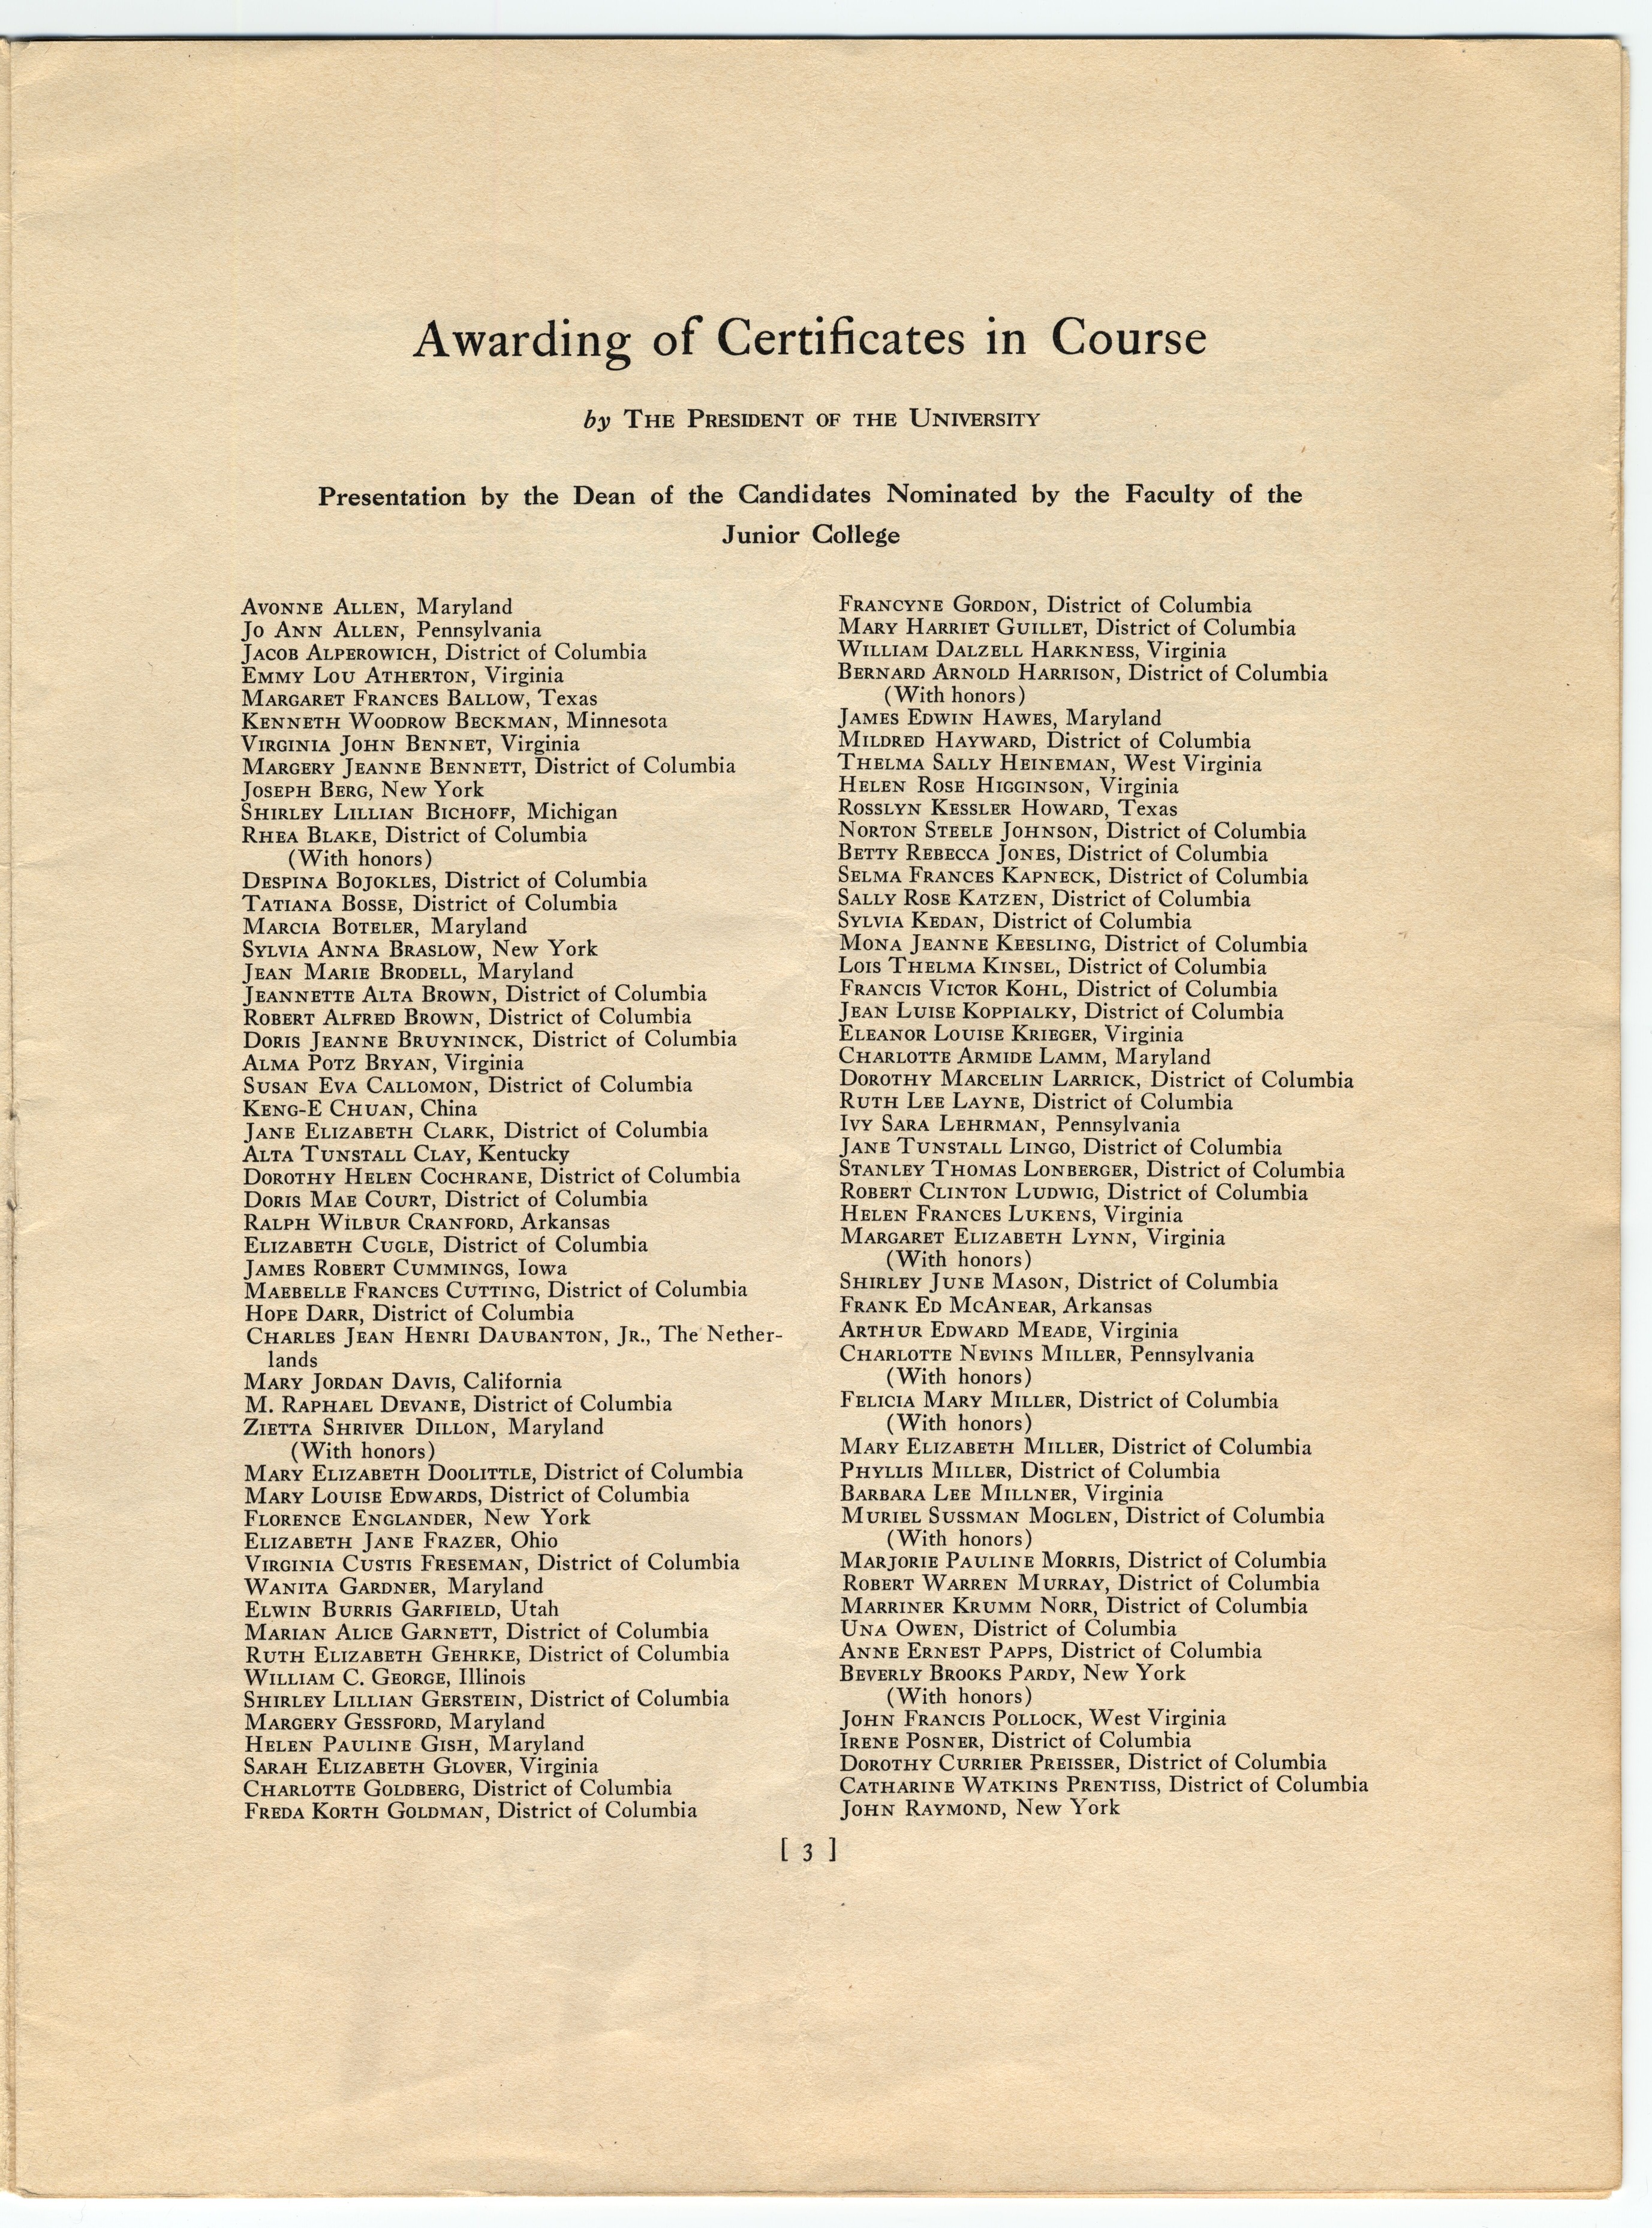 Awarding of Certificates in Course
by THE PRESIDENT OF THE UNIVERSITY
Presentation by the Dean of the Candidates Nominated by the Faculty of the
Junior College
AVONNE ALLEN, Maryland
JO ANN ALLEN, Pennsylvania
JACOB ALPEROWICH, District of Columbia
EMMY LOU ATHERTON, Virginia
MARGARET FRANCES BALLOW, Texas
KENNETH WOODROW BECKMAN, Minnesota
VIRGINIA JOHN BENNET, Virginia
MARGERY JEANNE BENNETT, District of Columbia
JOSEPH BERG, New York
SHIRLEY LILLIAN BICHOFF, Michigan
RHEA BLAKE, District of Columbia
(With honors)
DESPINA BOJOKLES, District of Columbia
TATIANA BOSSE, District of Columbia
MARCIA BOTELER, Maryland
SYLVIA ANNA BRASLOW, New York
JEAN MARIE BRODELL, Maryland
JEANNETTE ALTA BROWN, District of Columbia
ROBERT ALFRED BROWN, District of Columbia
DORIS JEANNE BRUYNINCK, District of Columbia
ALMA POTZ BRYAN, Virginia
SUSAN EVA CALLOMON, District of Columbia
KENG-E CHUAN, China
JANE ELIZABETH CLARK, District of Columbia
ALTA TUNSTALL CLAY, Kentucky
DOROTHY HELEN COCHRANE, District of Columbia
DORIS MAE COURT, District of Columbia
RALPH WILBUR CRANFORD, Arkansas
ELIZABETH CUGLE, District of Columbia
JAMES ROBERT CUMMINGS, Iowa
MAEBELLE FRANCES CUTTING, District of Columbia
HOPE DARR, District of Columbia
CHARLES JEAN HENRI DAUBANTON, JR., The Nether-
lands
MARY JORDAN DAVIS, California
M. RAPHAEL DEVANE, District of Columbia
ZIETTA SHRIVER DILLON, Maryland
(With honors)
MARY ELIZABETH DOOLITTLE, District of Columbia
MARY LOUISE EDWARDS, District of Columbia
FLORENCE ENGLANDER, New York
ELIZABETH JANE FRAZER, Ohio
VIRGINIA CUSTIS FRESEMAN, District of Columbia
WANITA GARDNER, Maryland
ELWIN BURRIS GARFIELD, Utah
MARIAN ALICE GARNETT, District of Columbia
RUTH ELIZABETH GEHRKE, District of Columbia
WILLIAM C. GEORGE, Illinois
SHIRLEY LILLIAN GERSTEIN, District of Columbia
MARGERY GESSFORD, Maryland
HELEN PAULINE GISH, Maryland
SARAH ELIZABETH GLOVER, Virginia
CHARLOTTE GOLDBERG, District of Columbia
FREDA KORTH GOLDMAN, District of Columbia
FRANCYNE GORDON, District of Columbia
MARY HARRIET GUILLET, District of Columbia
WILLIAM DALZELL HARKNESS, Virginia
BERNARD ARNOLD HARRISON, District of Columbia
(With honors)
JAMES EDWIN HAWES, Maryland
MILDRED HAYWARD, District of Columbia
THELMA SALLY HEINEMAN, West Virginia
HELEN ROSE HIGGINSON, Virginia
ROSSLYN KESSLER HOWARD, Texas
NORTON STEELE JOHNSON, District of Columbia
BETTY REBECCA JONES, District of Columbia
SELMA FRANCES KAPNECK, District of Columbia
SALLY ROSE KATZEN, District of Columbia
SYLVIA KEDAN, District of Columbia
MONA JEANNE KEESLING, District of Columbia
LOIS THELMA KINSEL, District of Columbia
FRANCIS VICTOR KOHL, District of Columbia
JEAN LUISE KOPPIALKY, District of Columbia
ELEANOR LOUISE KRIEGER, Virginia
CHARLOTTE ARMIDE LAMM, Maryland
DOROTHY MARCELIN LARRICK, District of Columbia
RUTH LEE LAYNE, District of Columbia
IVY SARA LEHRMAN, Pennsylvania
JANE TUNSTALL LINGO, District of Columbia
STANLEY THOMAS LONBERGER, District of Columbia
ROBERT CLINTON LUDWIG, District of Columbia
HELEN FRANCES LUKENS, Virginia
MARGARET ELIZABETH LYNN, Virginia
(With honors)
SHIRLEY JUNE MASON, District of Columbia
FRANK ED MCANEAR, Arkansas
ARTHUR EDWARD MEADE, Virginia
CHARLOTTE NEVINS MILLER, Pennsylvania
(With honors)
FELICIA MARY MILLER, District of Columbia
(With honors)
MARY ELIZABETH MILLER, District of Columbia
PHYLLIS MILLER, District of Columbia
BARBARA LEE MILLNER, Virginia
MURIEL SUSSMAN MOGLEN, District of Columbia
(With honors)
MARJORIE PAULINE MORRIS, District of Columbia
ROBERT WARREN MURRAY, District of Columbia
MARRINER KRUMM NORR, District of Columbia
UNA OWEN, District of Columbia
ANNE ERNEST PAPPS, District of Columbia
BEVERLY BROOKS PARDY, New York
(With honors)
JOHN FRANCIS POLLOCK, West Virginia
IRENE POSNER, District of Columbia
DOROTHY CURRIER PREISSER, District of Columbia
CATHARINE WATKINS PRENTISS, District of Columbia
JOHN RAYMOND, New York
[ 3 ]